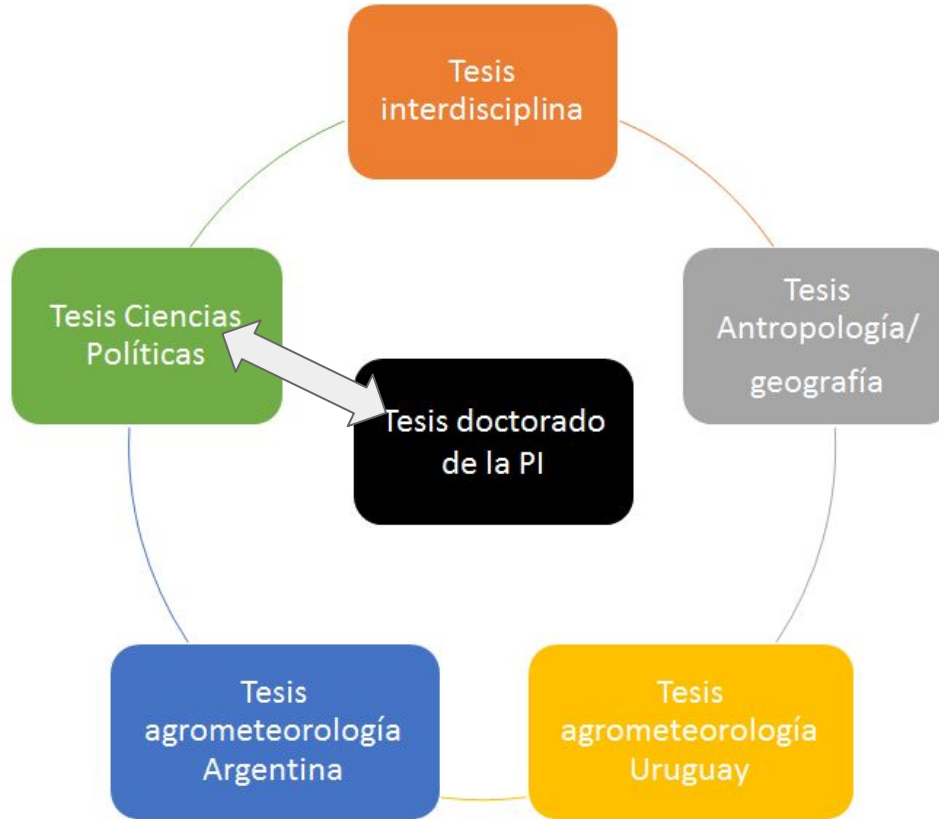 Tesis
interdisciplina
Tesis Ciencias
Políticas
Tesis
Antropología/
geografía
Tesis doctorado
de la PI
Tesis
agrometeorología
Argentina
Tesis
agrometeorología
Uruguay